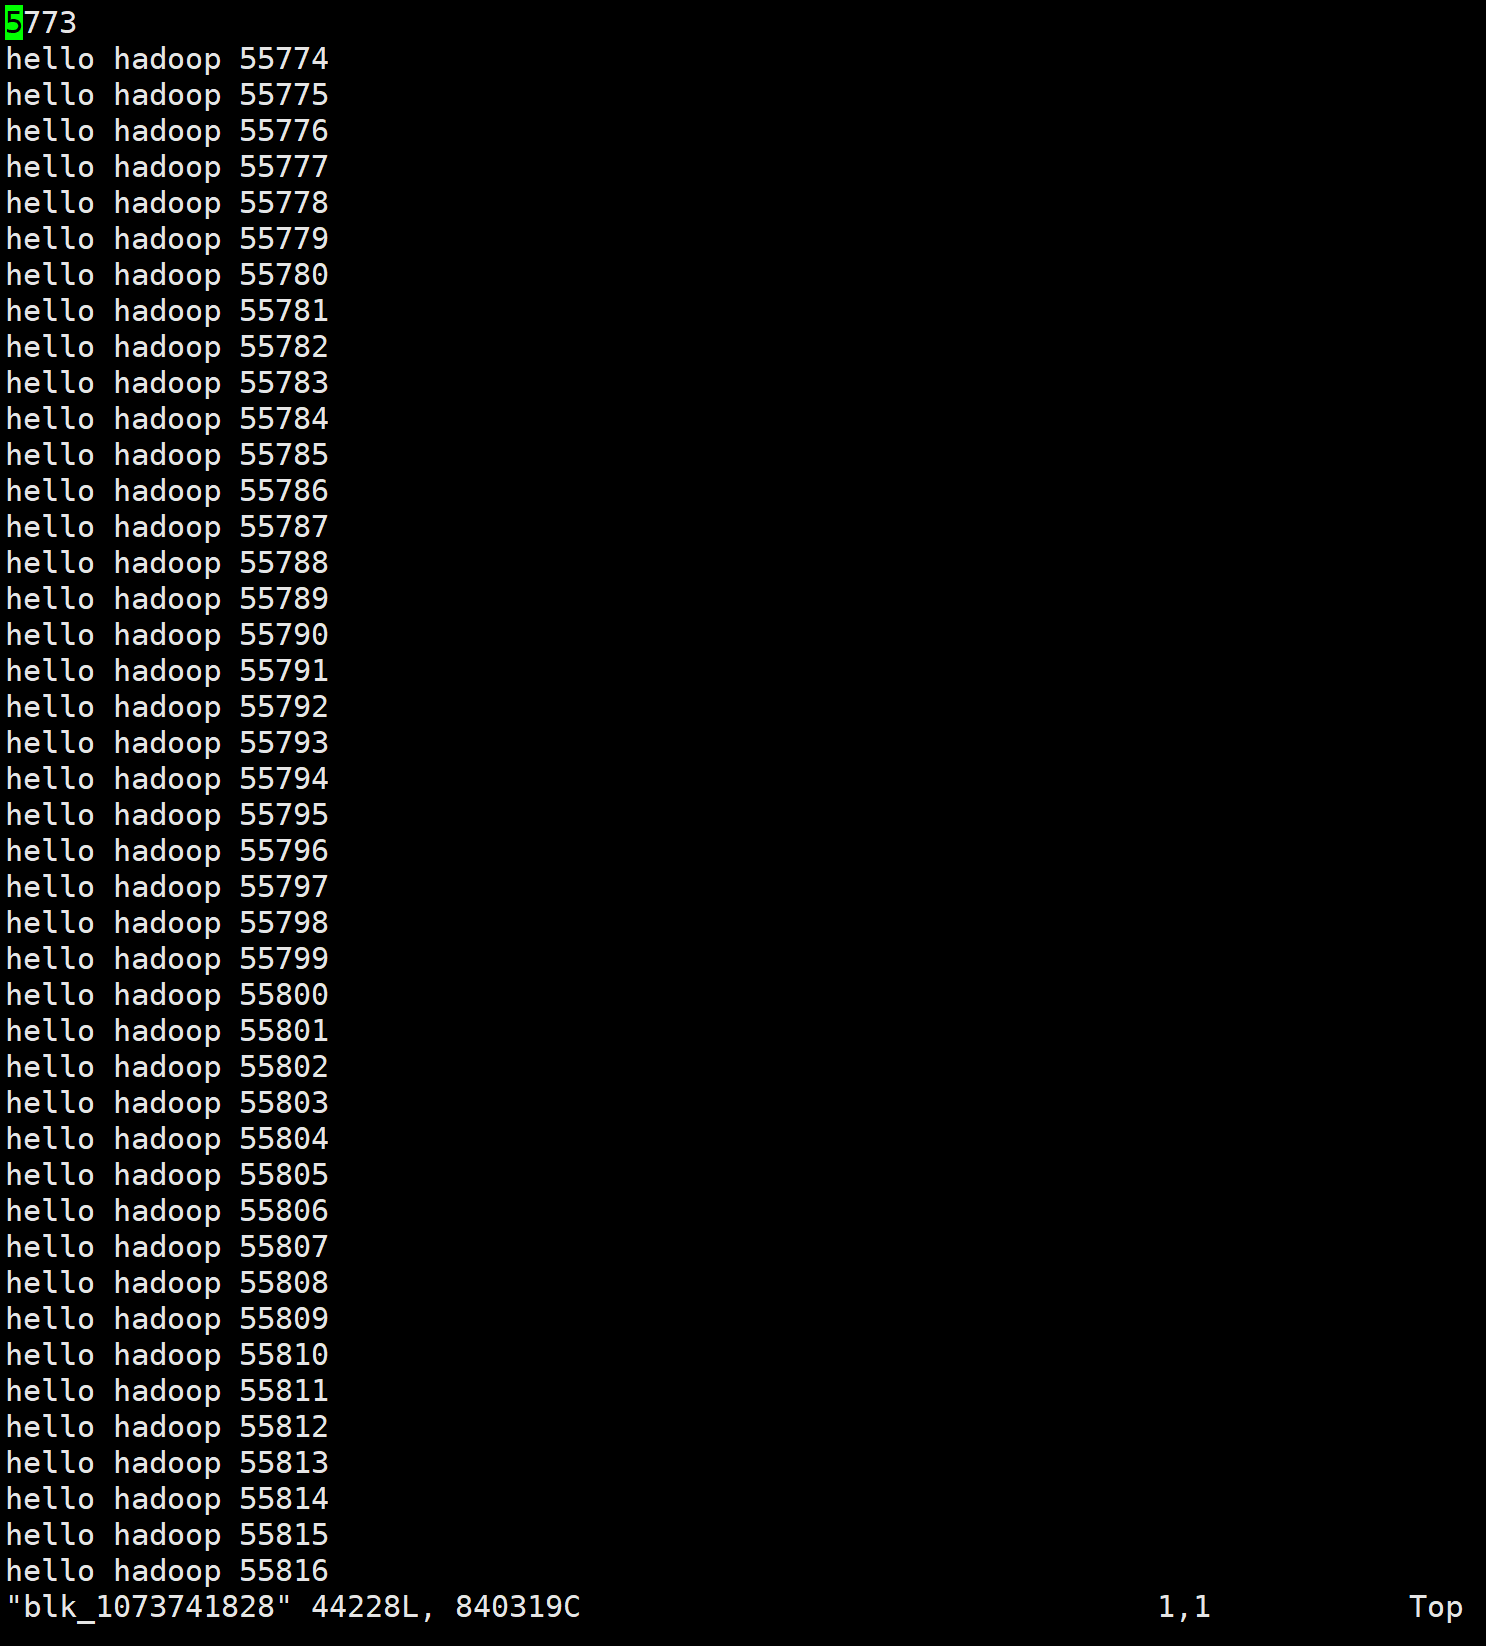 5773
hello hadoop 55774
hello hadoop 55775
hello hadoop 55776
hello hadoop 55777
hello hadoop 55778
hello hadoop 55779
hello hadoop 55780
hello hadoop 55781
hello hadoop 55782
hello hadoop 55783
hello hadoop 55784
hello hadoop 55785
hello hadoop 55786
hello hadoop 55787
hello hadoop 55788
hello hadoop 55789
hello hadoop 55790
hello hadoop 55791
hello hadoop 55792
hello hadoop 55793
hello hadoop 55794
hello hadoop 55795
hello hadoop 55796
hello hadoop 55797
hello hadoop 55798
hello hadoop 55799
hello hadoop 55800
hello hadoop 55801
hello hadoop 55802
hello hadoop 55803
hello hadoop 55804
hello hadoop 55805
hello hadoop 55806
hello hadoop 55807
hello hadoop 55808
hello hadoop 55809
hello hadoop 55810
hello hadoop 55811
hello hadoop 55812
hello hadoop 55813
hello hadoop 55814
hello hadoop 55815
hello hadoop 55816
"blk_1073741828" 44228L, 840319C 1,1 Top